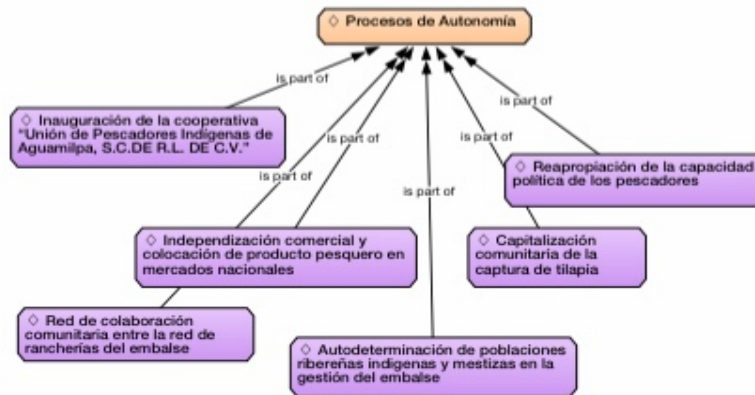 ◇ Procesos de Autonomía
is part of
◇ Inauguración de la cooperativa
"Unión de Pescadores Indígenas de
Aguamilpa, S.C.DE R.L. DE C.V."
is part of
is part of
is part of
is part of
is part of
◇ Reapropiación de la capacidad
política de los pescadores
◇ Independización comercial y
colocación de producto pesquero en
mercados nacionales
◇ Capitalización
comunitaria de la
captura de tilapia
◇ Red de colaboración
comunitaria entre la red de
rancherías del embalse
◇ Autodeterminación de poblaciones
ribereñas indígenas y mestizas en la
gestión del embalse